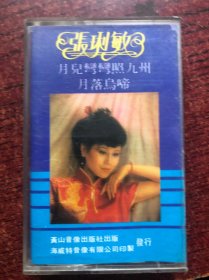 張琍敏
月兒彎彎照九州
月落烏啼
黃山音像出版社出版
海威特音像有限公司印製
發行